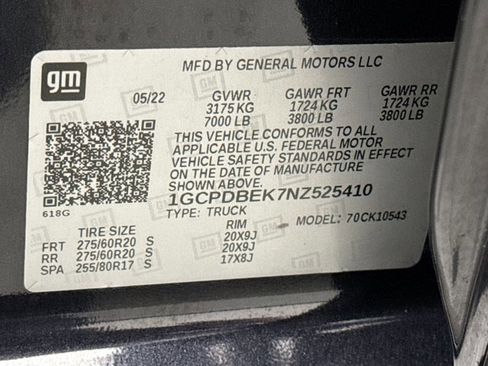 gm
MFD BY GENERAL MOTORS LLC
05/22 GVWR GAWR FRT GAWR RR
3175 KG 1724 KG 1724 KG
7000 LB 3800 LB 3800 LB
THIS VEHICLE CONFORMS TO ALL
APPLICABLE U.S. FEDERAL MOTOR
VEHICLE SAFETY STANDARDS IN
EFFECT ON THE DATE OF MANUFACTURE
SHOWN ABOVE.
1GCPDBEK7NZ525410
618G
TYPE: TRUCK MODEL: 70CK10543
TIRE SIZE RIM
FRT 275/60R20 S 20X9J
RR 275/60R20 S 20X9J
SPA 255/80R17 S 17X8J